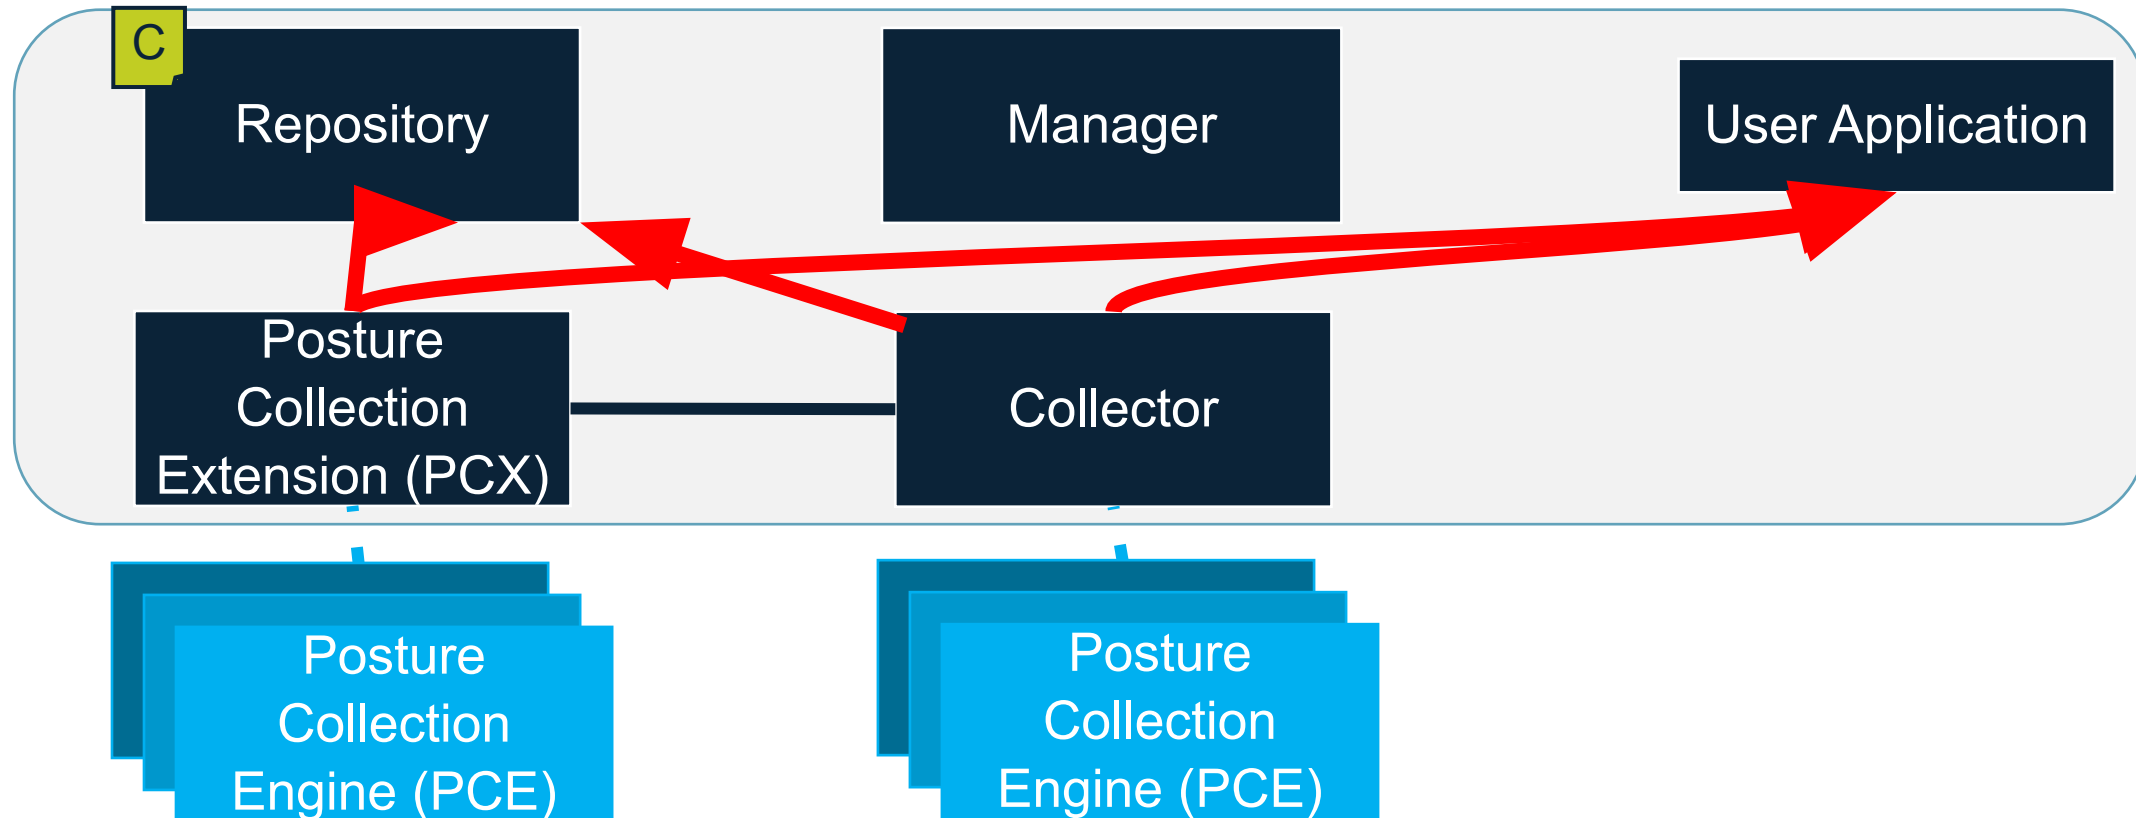 C
Repository
Manager
User Application
Posture
Collection
Extension (PCX)
Collector
Posture
Collection
Engine (PCE)
Posture
Collection
Engine (PCE)